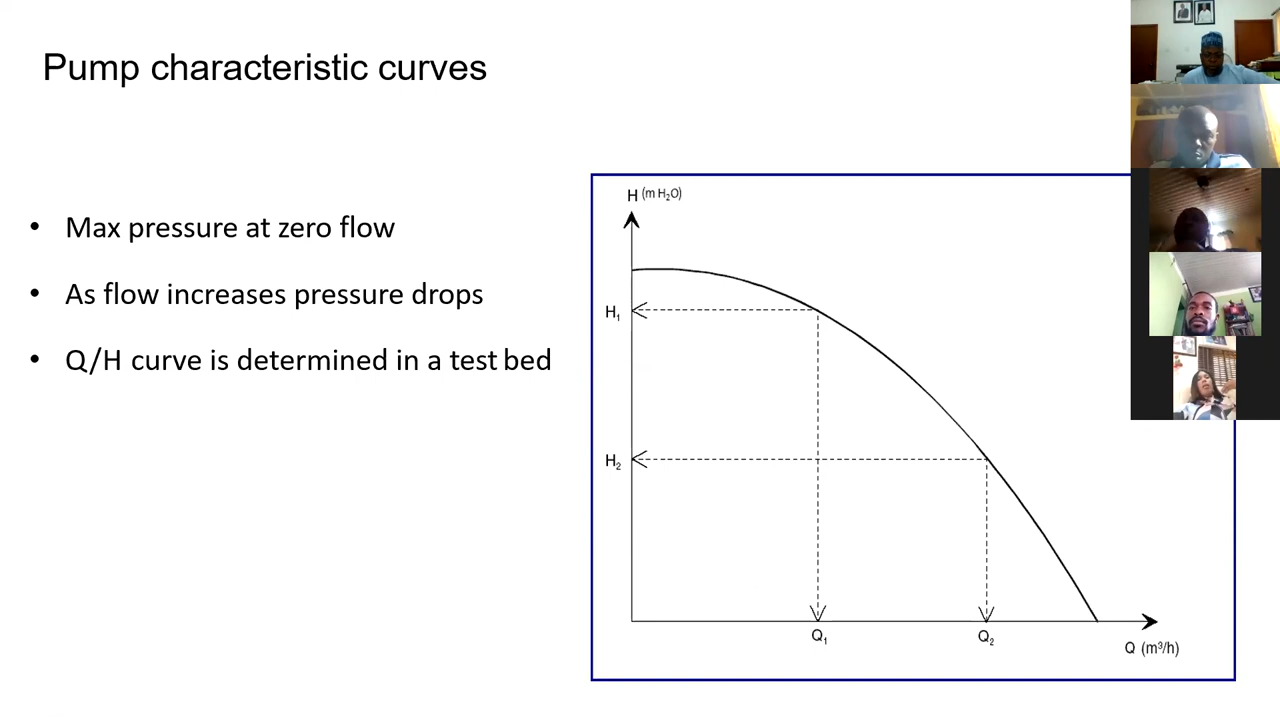 Pump characteristic curves
• Max pressure at zero flow
• As flow increases pressure drops
• Q/H curve is determined in a test bed
H (m H₂O)
H₁
H₂
Q₁
Q₂
Q (m³/h)